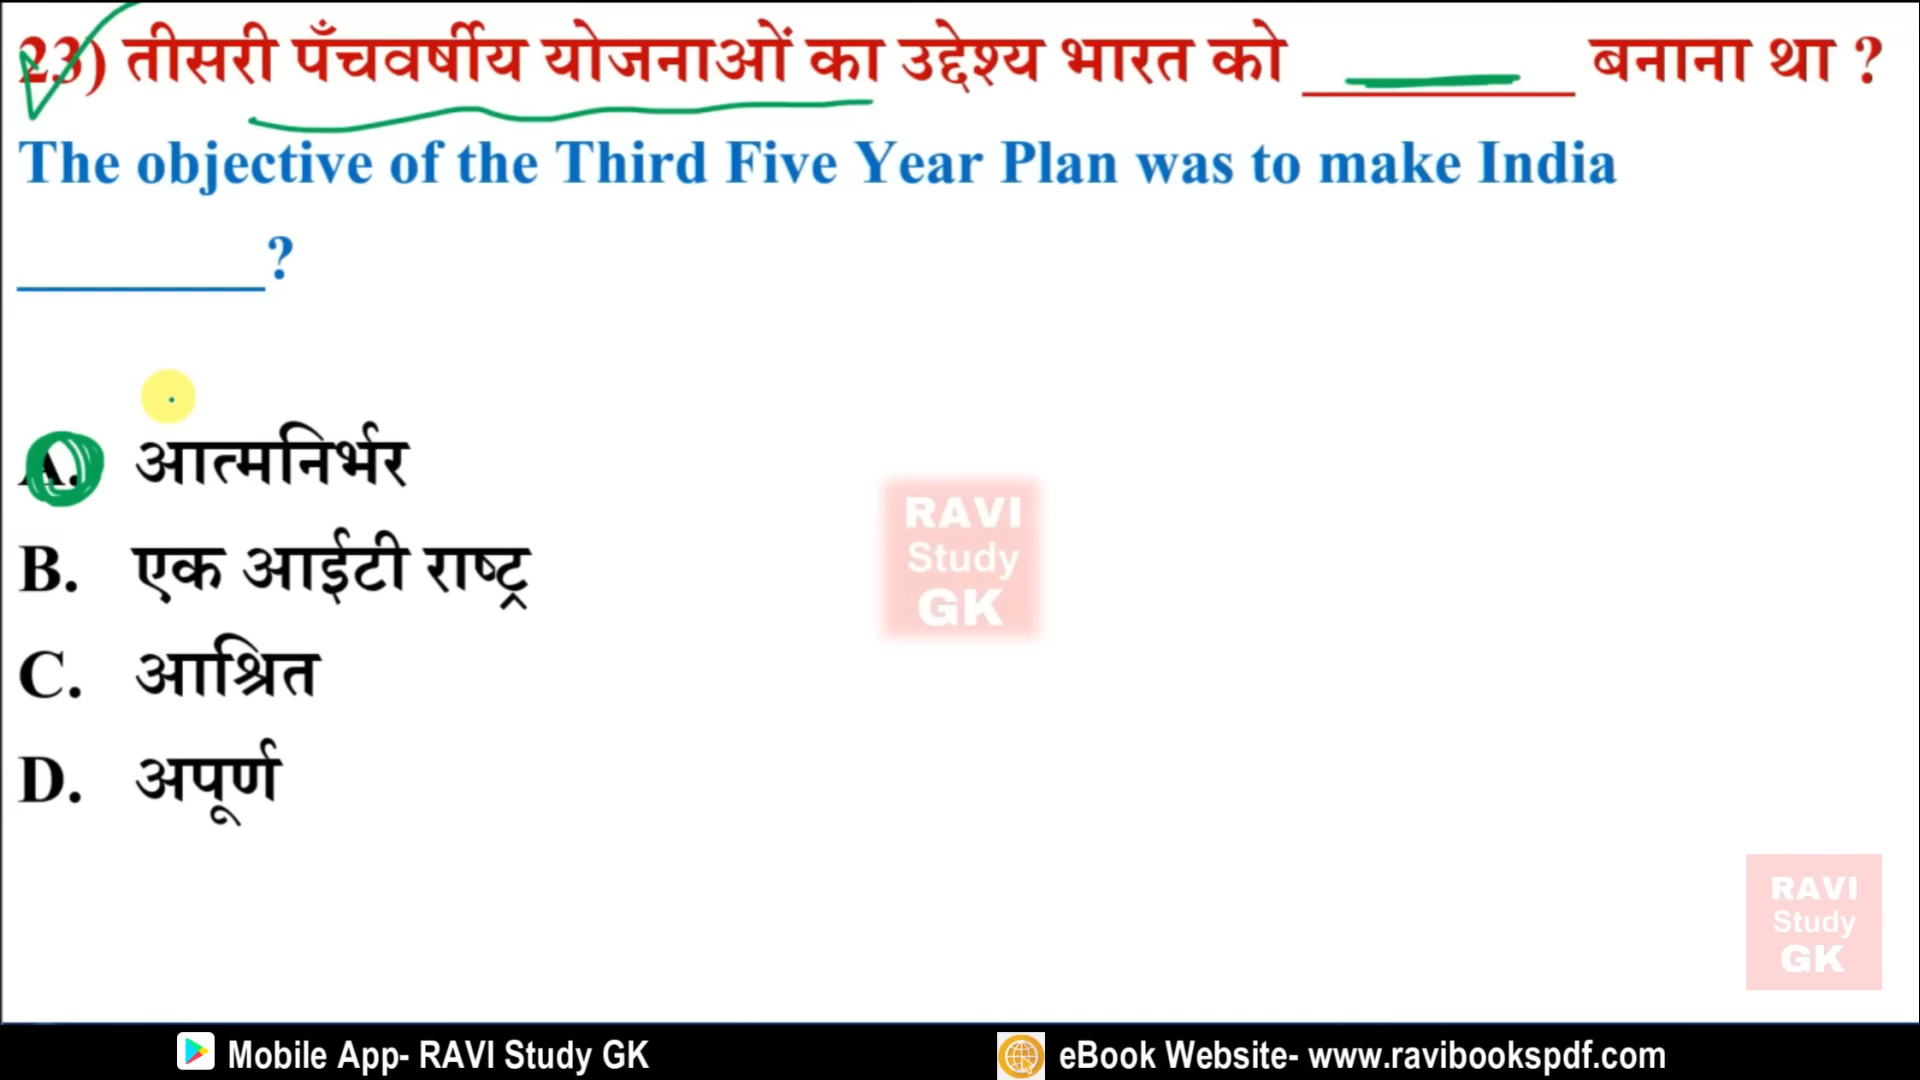 23) तीसरी पँचवर्षीय योजनाओं का उद्देश्य भारत को __________ बनाना था ?
The objective of the Third Five Year Plan was to make India
_________?
A. आत्मनिर्भर
B. एक आईटी राष्ट्र
C. आश्रित
D. अपूर्ण
RAVI
Study
GK
RAVI
Study
GK
Mobile App- RAVI Study GK
eBook Website- www.ravibookspdf.com